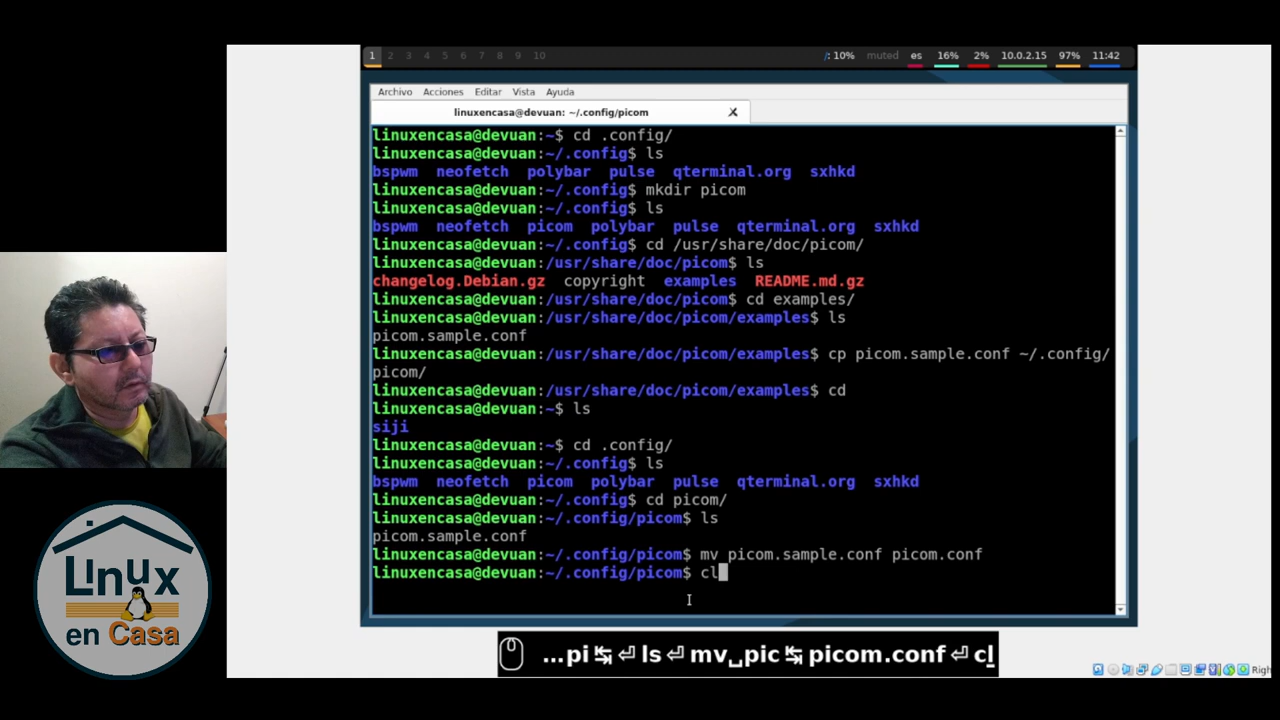 1 2 3 4 5 6 7 8 9 10 /: 10% muted es 16% 2% 10.0.2.15 97% 11:42
Archivo Acciones Editar Vista Ayuda
linuxencasa@devuan: ~/.config/picom
linuxencasa@devuan:~$ cd .config/
linuxencasa@devuan:~/.config$ ls
bspwm neofetch polybar pulse qterminal.org sxhkd
linuxencasa@devuan:~/.config$ mkdir picom
linuxencasa@devuan:~/.config$ ls
bspwm neofetch picom polybar pulse qterminal.org sxhkd
linuxencasa@devuan:~/.config$ cd /usr/share/doc/picom/
linuxencasa@devuan:/usr/share/doc/picom$ ls
changelog.Debian.gz copyright examples README.md.gz
linuxencasa@devuan:/usr/share/doc/picom$ cd examples/
linuxencasa@devuan:/usr/share/doc/picom/examples$ ls
picom.sample.conf
linuxencasa@devuan:/usr/share/doc/picom/examples$ cp picom.sample.conf ~/.config/
picom/
linuxencasa@devuan:/usr/share/doc/picom/examples$ cd
linuxencasa@devuan:~$ ls
siji
linuxencasa@devuan:~$ cd .config/
linuxencasa@devuan:~/.config$ ls
bspwm neofetch picom polybar pulse qterminal.org sxhkd
linuxencasa@devuan:~/.config$ cd picom/
linuxencasa@devuan:~/.config/picom$ ls
picom.sample.conf
linuxencasa@devuan:~/.config/picom$ mv picom.sample.conf picom.conf
linuxencasa@devuan:~/.config/picom$ cl
...pi↹⏎ls⏎mv␣pic↹picom.conf⏎cl
Righ
Linux
en Casa